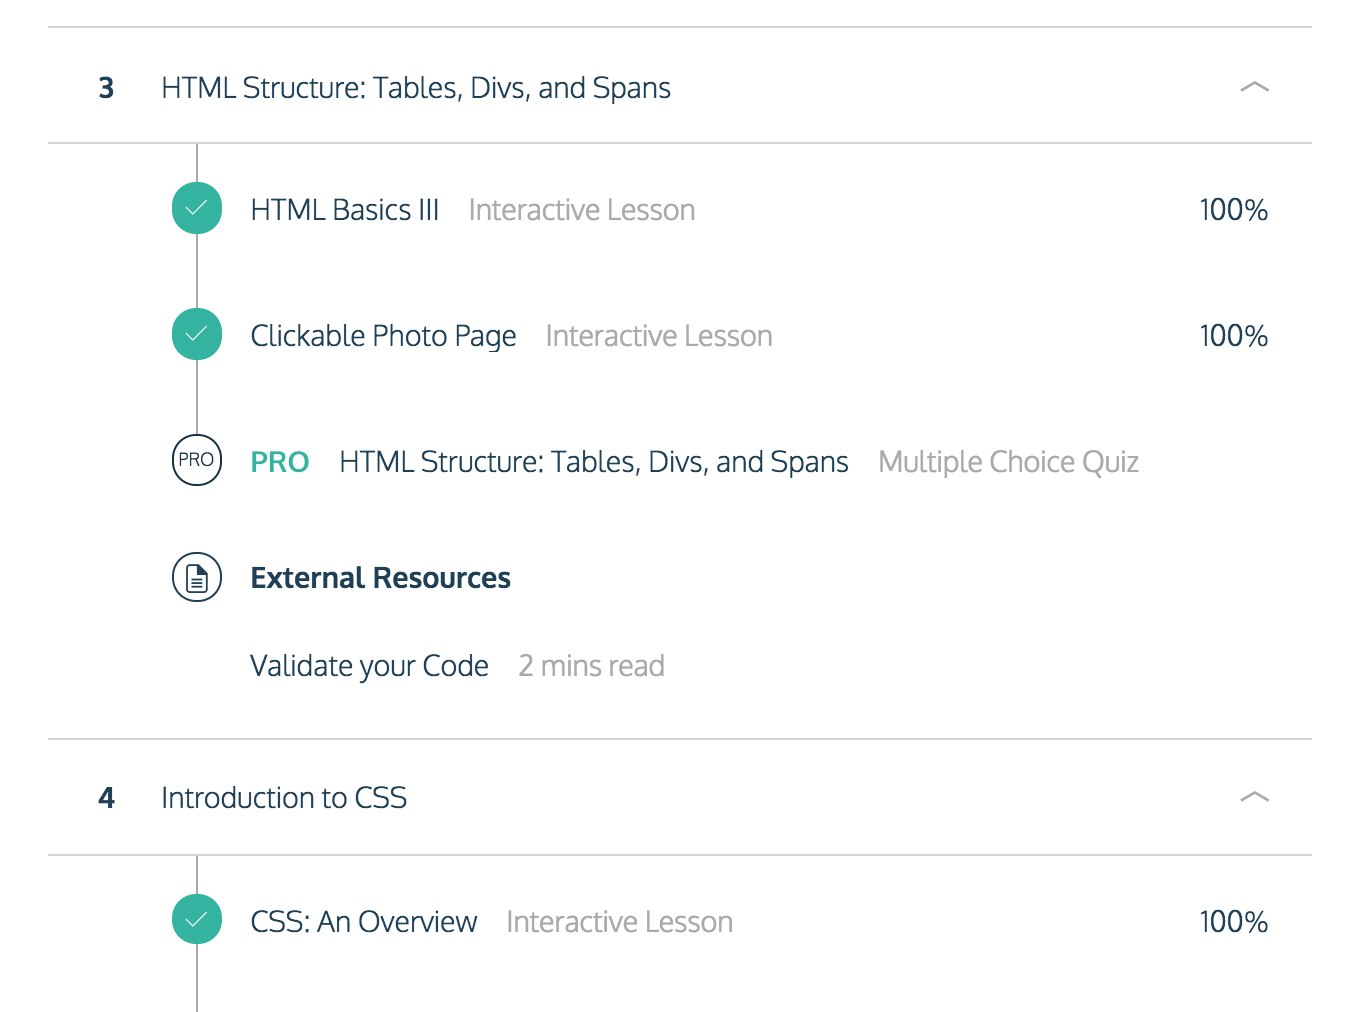 3 HTML Structure: Tables, Divs, and Spans
HTML Basics III Interactive Lesson 100%
Clickable Photo Page Interactive Lesson 100%
PRO PRO HTML Structure: Tables, Divs, and Spans Multiple Choice Quiz
External Resources
Validate your Code 2 mins read
4 Introduction to CSS
CSS: An Overview Interactive Lesson 100%